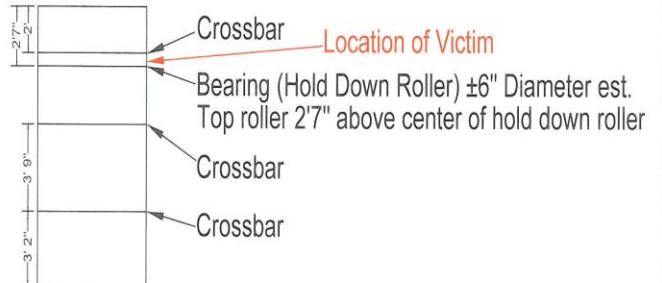 2'
2'7"
Crossbar
Location of Victim
Bearing (Hold Down Roller) ±6" Diameter est.
Top roller 2'7" above center of hold down roller
3' 9"
Crossbar
Crossbar
3' 2"